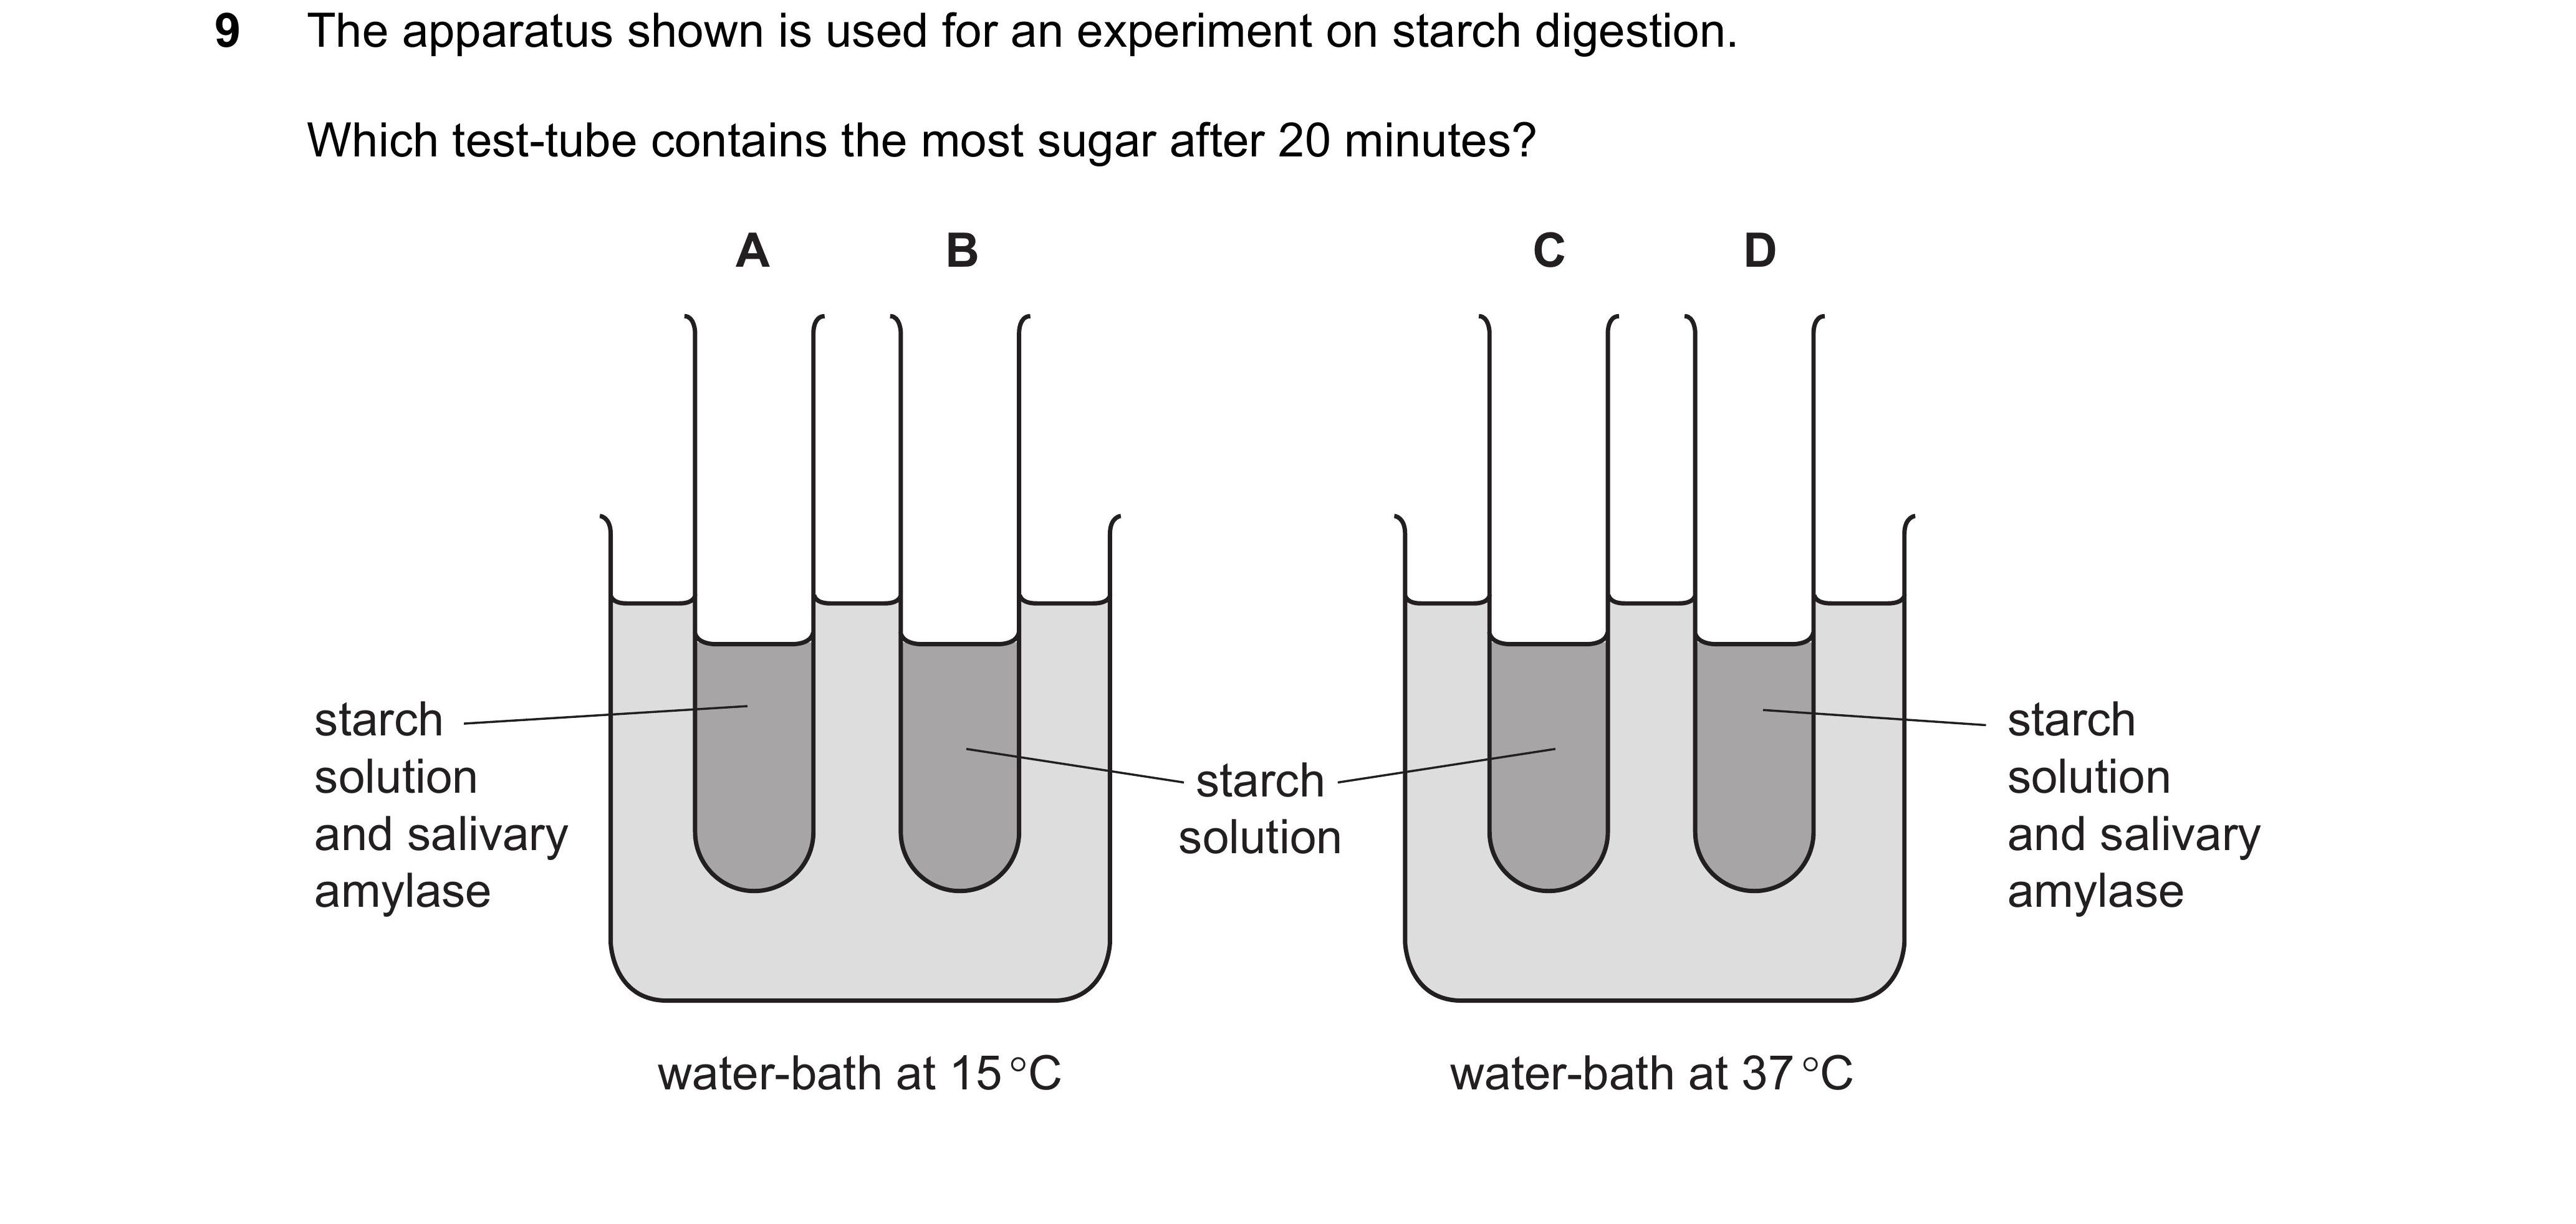 9 The apparatus shown is used for an experiment on starch digestion.
Which test-tube contains the most sugar after 20 minutes?
A B C D
starch
solution
and salivary
amylase
starch
solution
starch
solution
and salivary
amylase
water-bath at 15 °C
water-bath at 37 °C